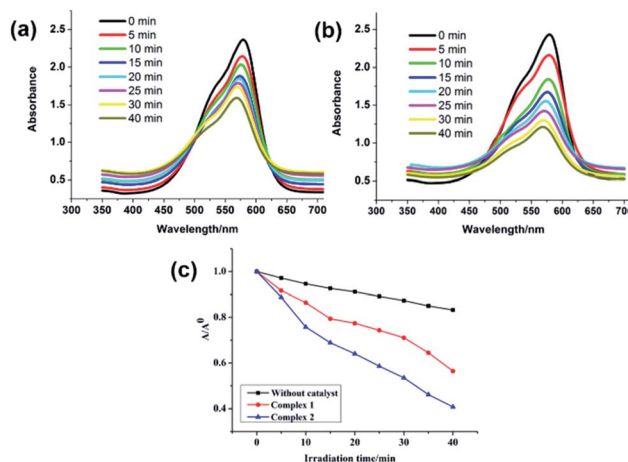 (a)
0 min
5 min
10 min
15 min
20 min
25 min
30 min
40 min
Absorbance
2.5
2.0
1.5
1.0
0.5
300 350 400 450 500 550 600 650 700
Wavelength/nm
(b)
0 min
5 min
10 min
15 min
20 min
25 min
30 min
40 min
Absorbance
2.5
2.0
1.5
1.0
0.5
300 350 400 450 500 550 600 650 700
Wavelength/nm
(c)
A/A⁰
1.0
0.8
0.6
0.4
Without catalyst
Complex 1
Complex 2
0 10 20 30 40
Irradiation time/min